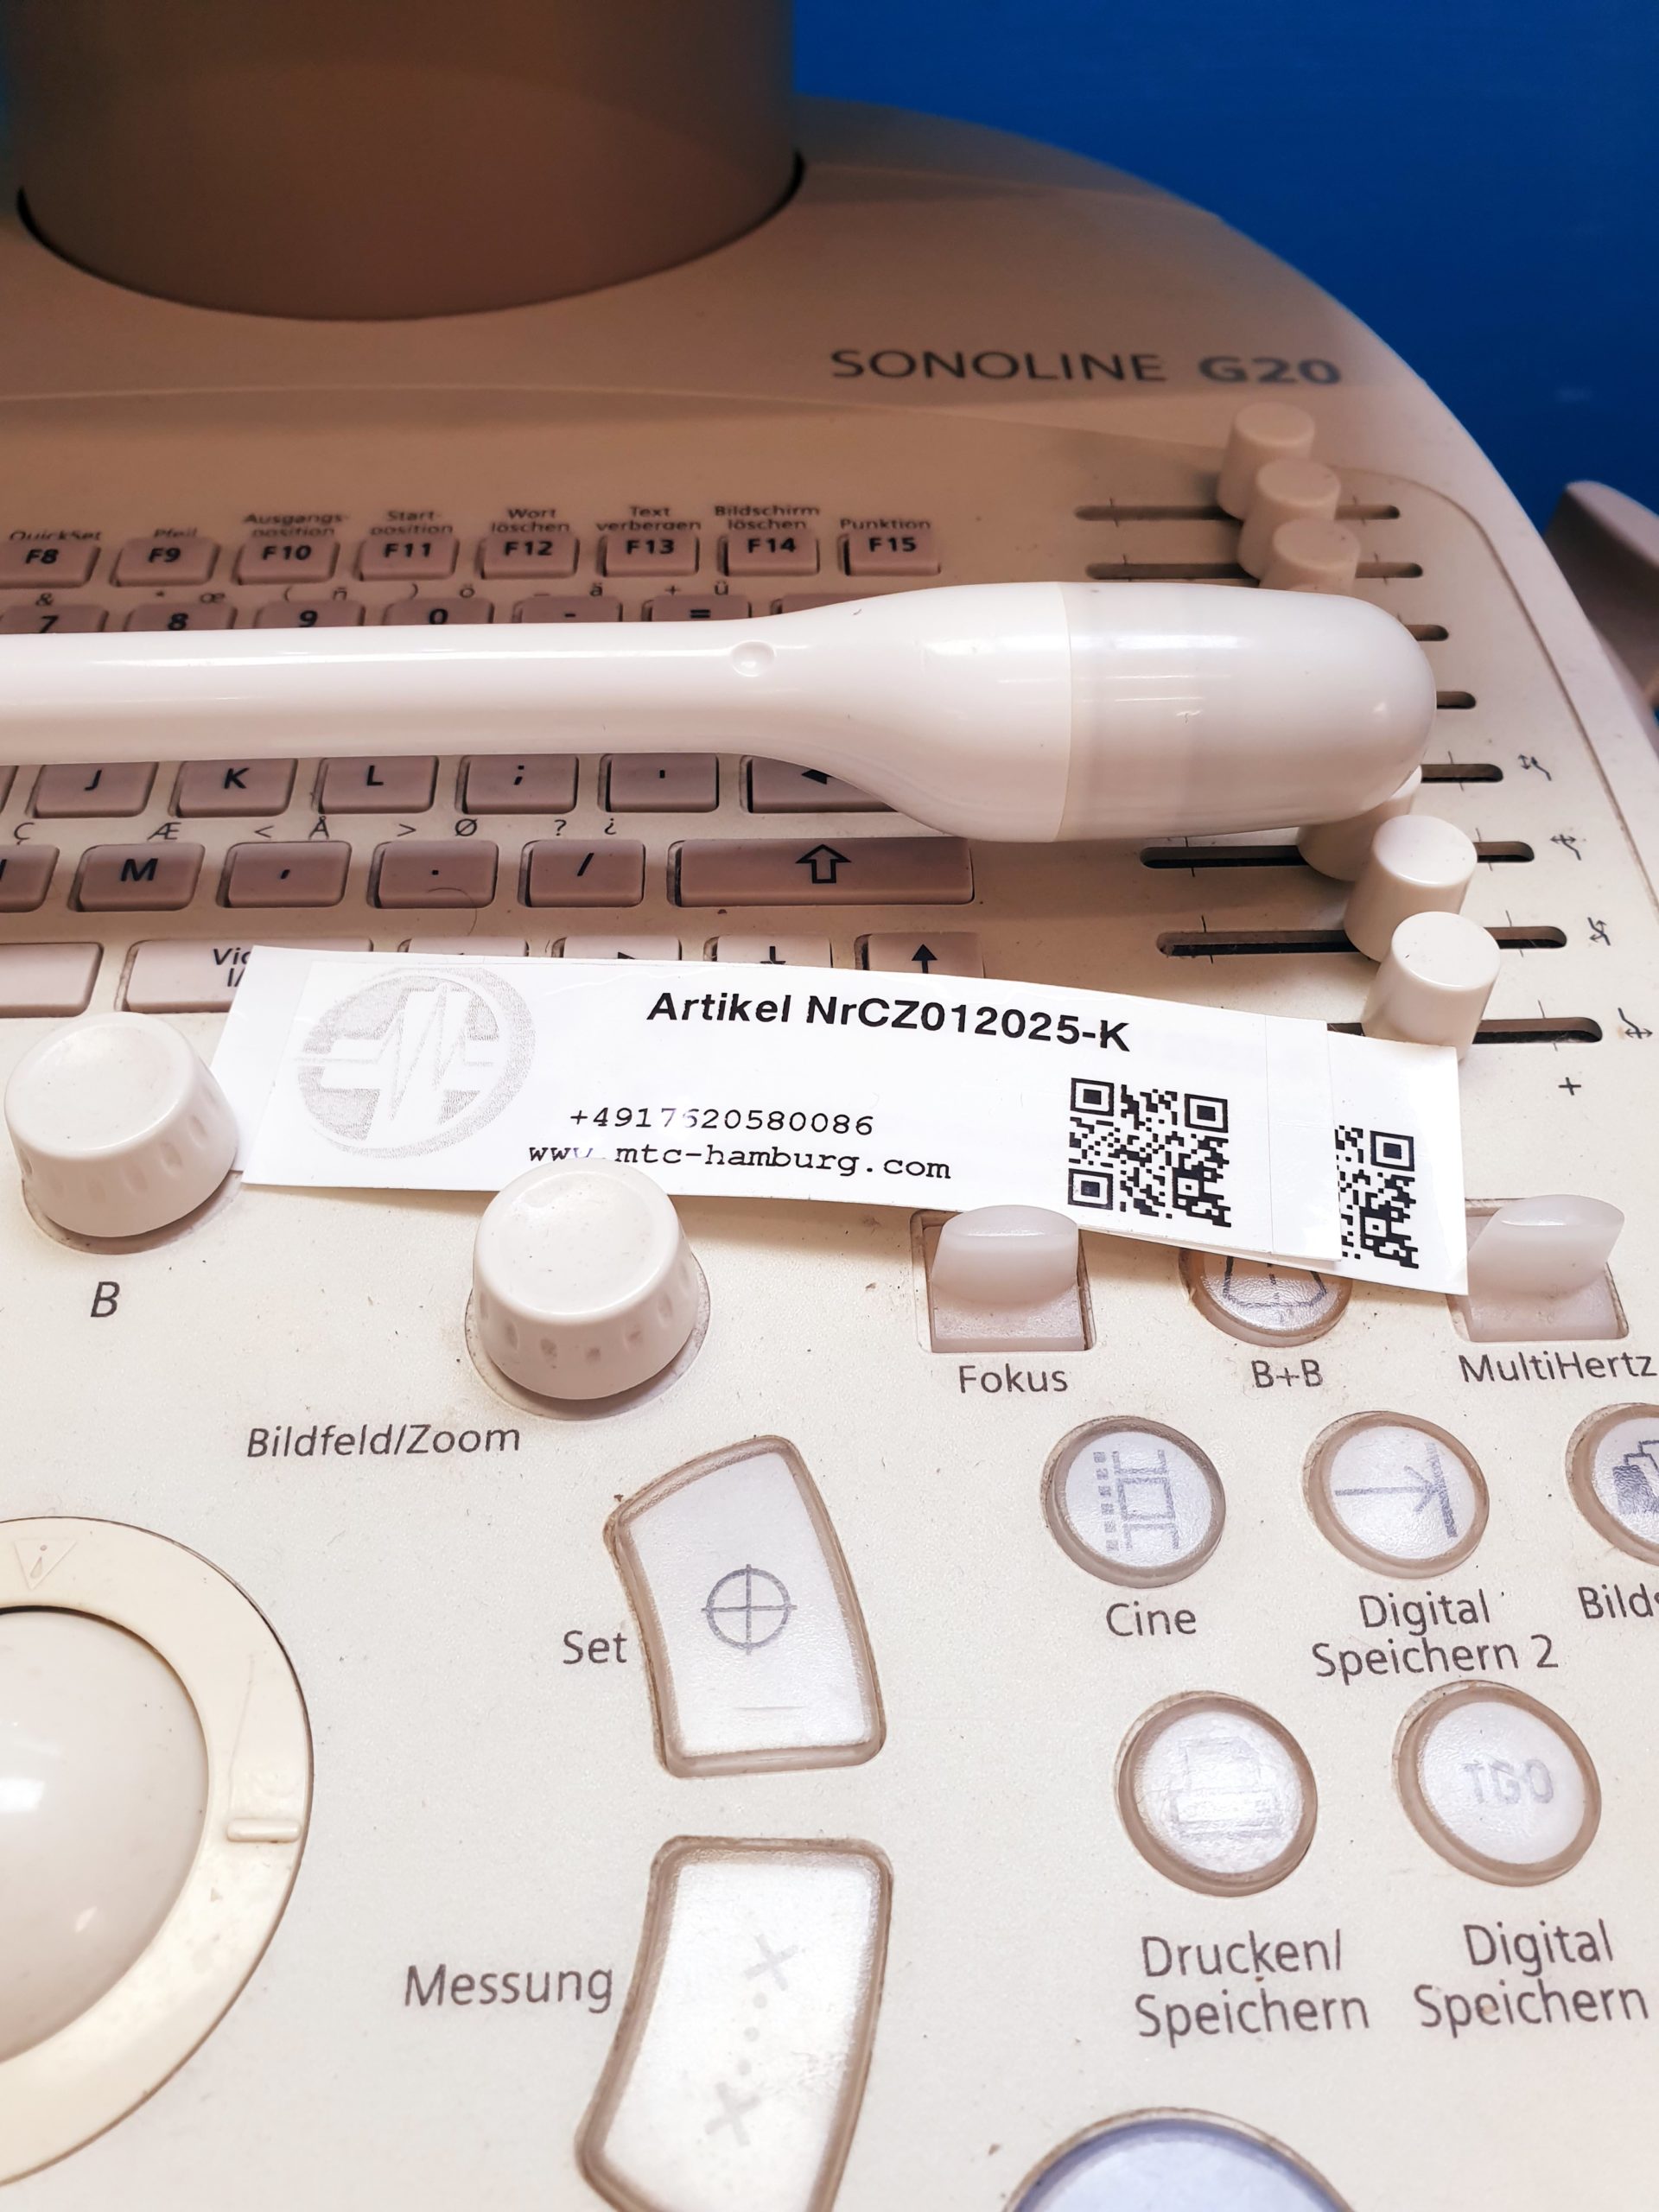 SONOLINE G20
QuickSet Pfeil Ausgangs-position Start-position Wort löschen Text verbergen Bildschirm löschen Punktion
F8 F9 F10 F11 F12 F13 F14 F15
& * œ ( ñ ) ö _ ä + ü
7 8 9 0 - =
J K L ; '
Ç Æ < Å > Ø ? ¿
M , . /
Artikel NrCZ012025-K
+4917620580086
www.mtc-hamburg.com
+
B
Fokus B+B MultiHertz
Bildfeld/Zoom
Set
Cine
Digital
Speichern 2
Messung
Drucken/
Speichern
Digital
Speichern